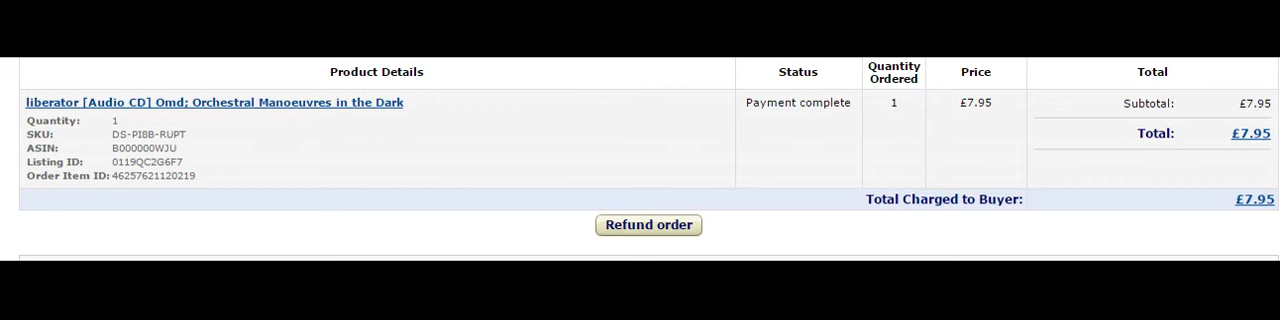 Product Details Status Quantity Ordered Price Total
liberator [Audio CD] Omd; Orchestral Manoeuvres in the Dark Payment complete 1 £7.95 Subtotal: £7.95
Quantity: 1
SKU: DS-PI8B-RUPT Total: £7.95
ASIN: B000000WJU
Listing ID: 0119QC2G6F7
Order Item ID: 46257621120219
Total Charged to Buyer: £7.95
Refund order